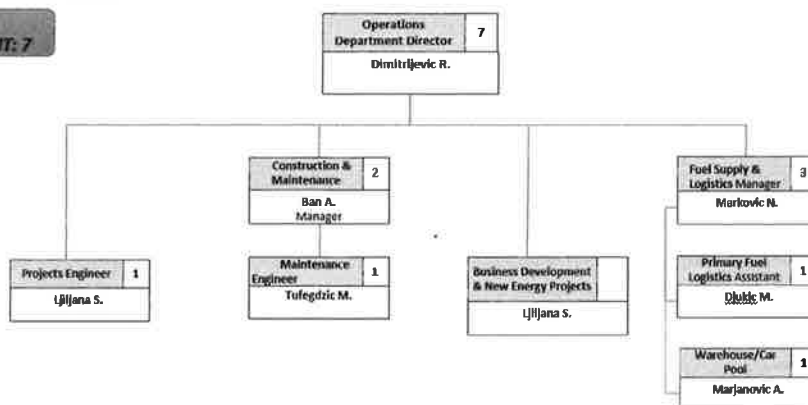 IT: 7
Operations
Department Director
7
Dimitrijevic R.
Construction &
Maintenance
2
Ban A.
Manager
Fuel Supply &
Logistics Manager
3
Markovic N.
Projects Engineer
1
Ljiljana S.
Maintenance
Engineer
1
Tufegdzic M.
Business Development
& New Energy Projects
Ljiljana S.
Primary Fuel
Logistics Assistant
1
Djukic M.
Warehouse/Car
Pool
1
Marjanovic A.